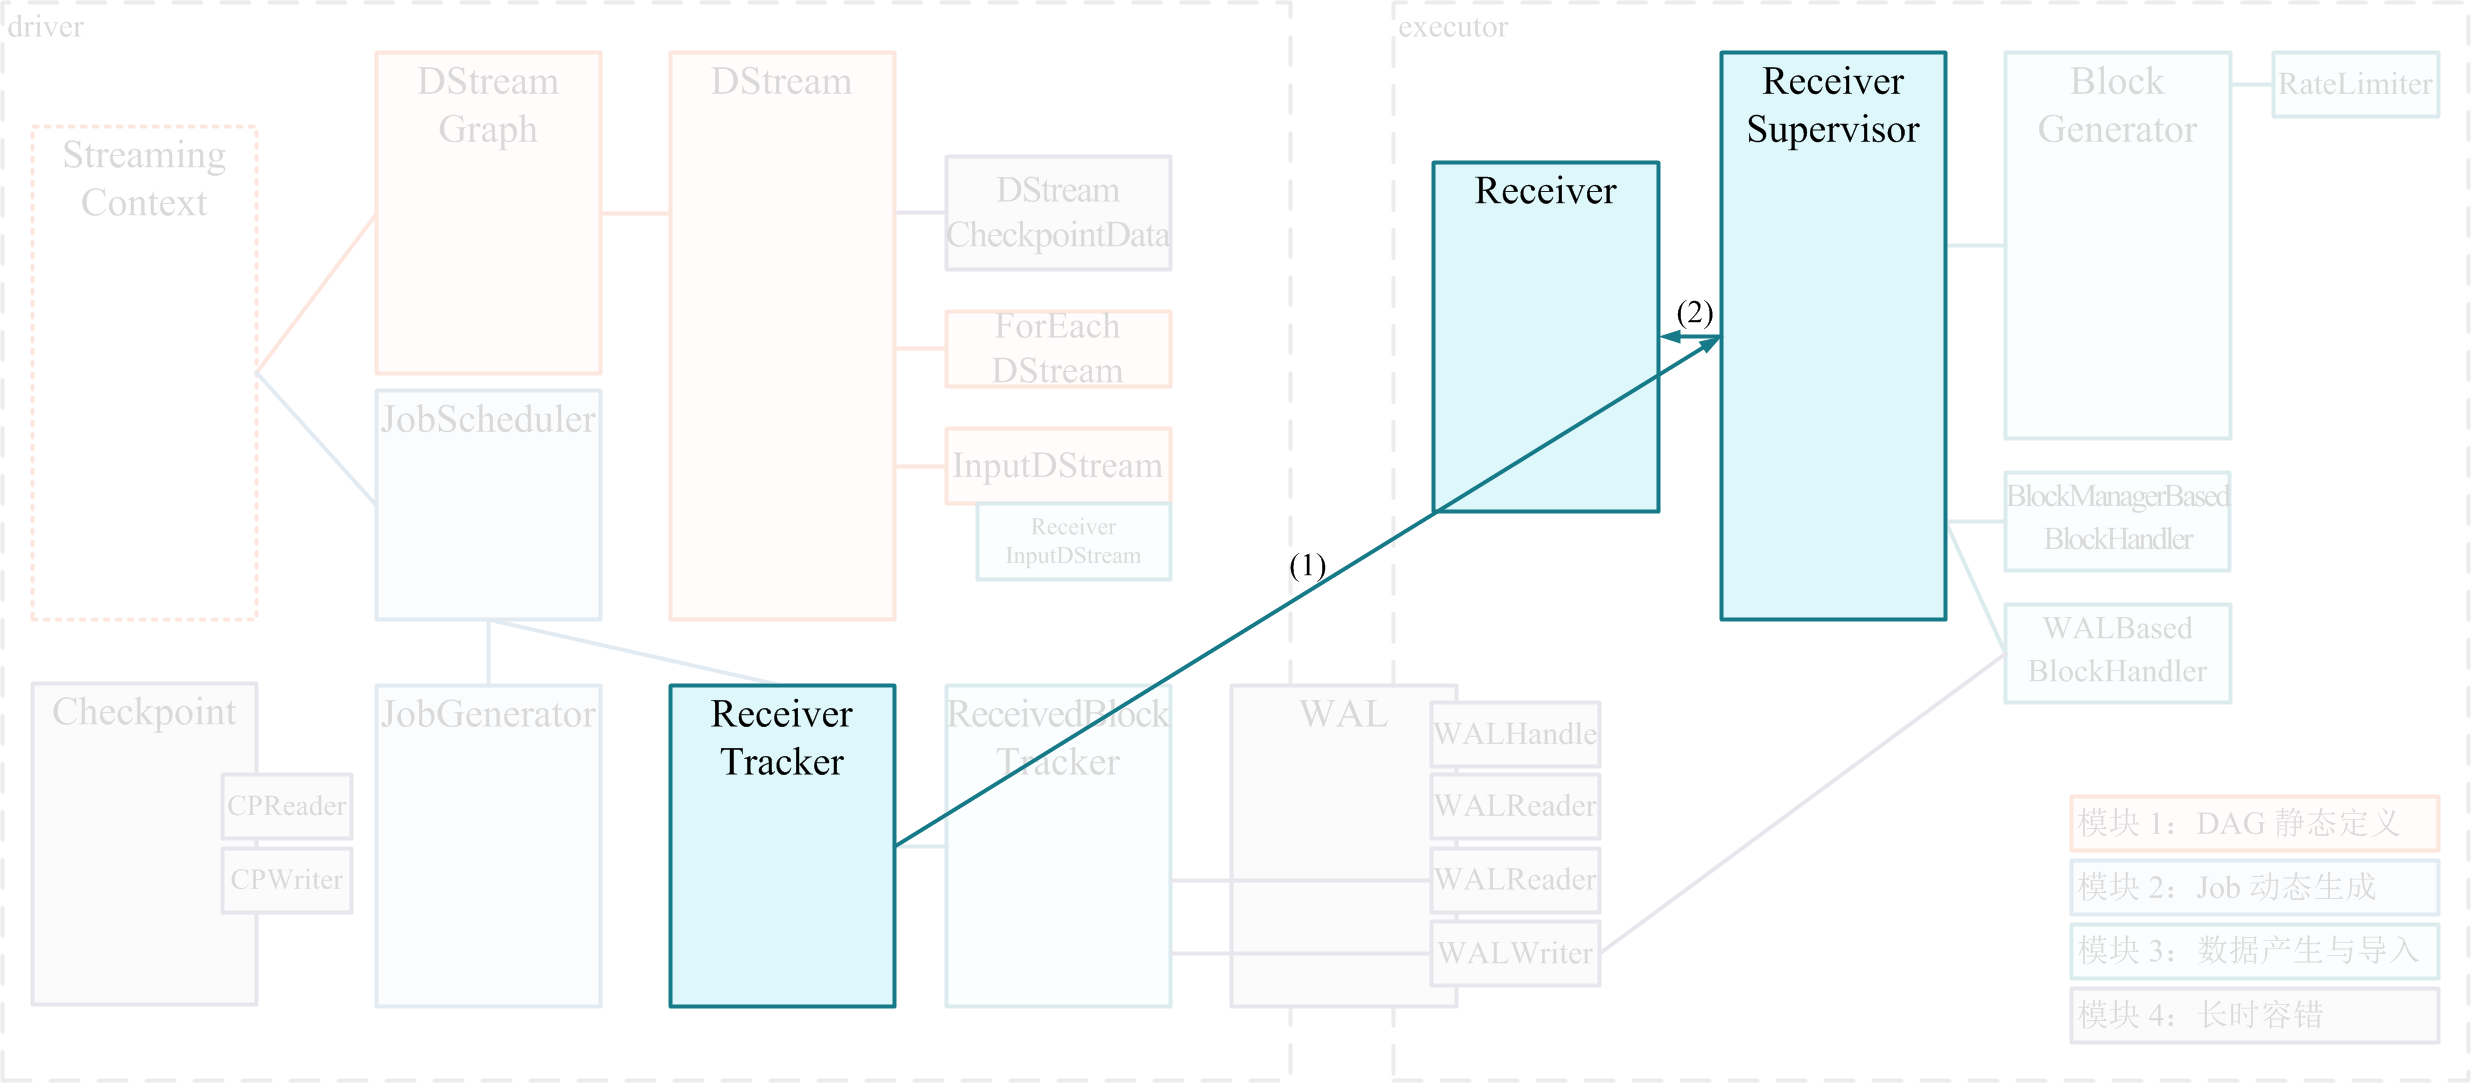 driver
executor
Streaming
Context
DStream
Graph
DStream
DStream
CheckpointData
ForEach
DStream
InputDStream
Receiver
InputDStream
JobScheduler
Checkpoint
CPReader
CPWriter
JobGenerator
Receiver
Tracker
ReceivedBlock
Tracker
WAL
WALHandle
WALReader
WALReader
WALWriter
(1)
(2)
Receiver
Receiver
Supervisor
Block
Generator
RateLimiter
BlockManagerBased
BlockHandler
WALBased
BlockHandler
模块 1：DAG 静态定义
模块 2：Job 动态生成
模块 3：数据产生与导入
模块 4：长时容错